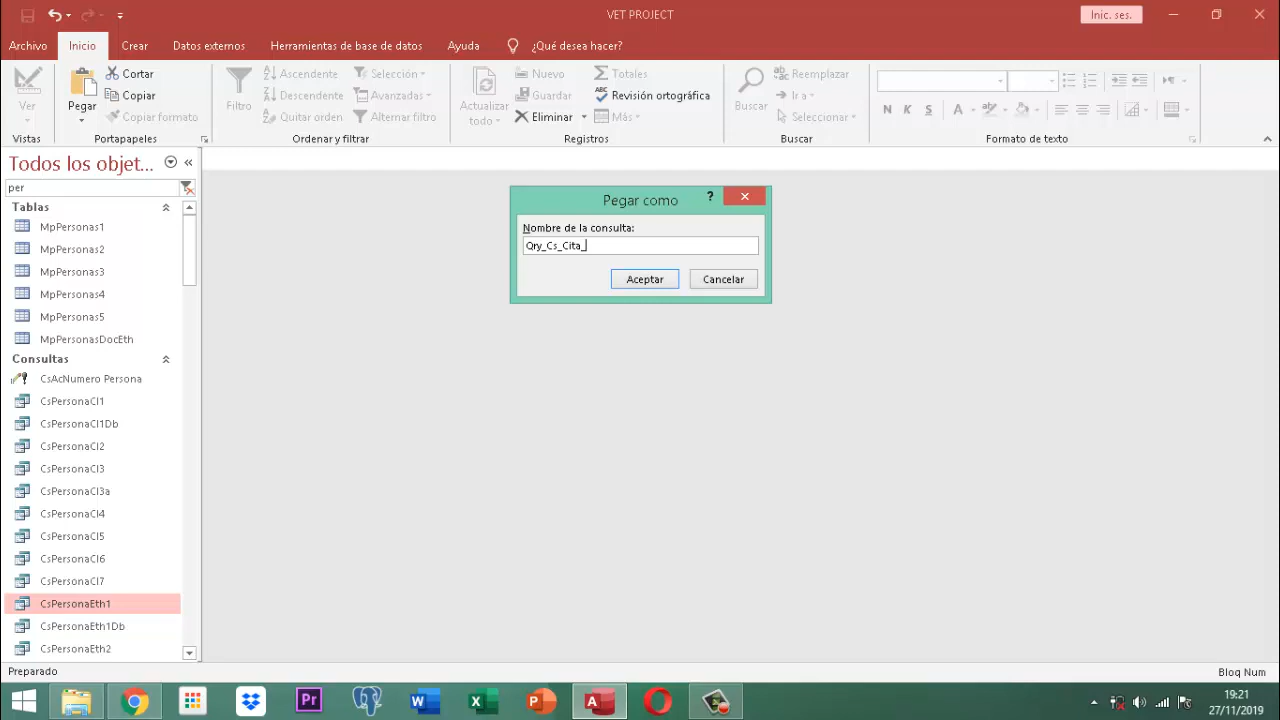 VET PROJECT
Inic. ses.
Archivo
Inicio
Crear
Datos externos
Herramientas de base de datos
Ayuda
¿Qué desea hacer?
Ver
Pegar
Cortar
Copiar
Copiar formato
Filtro
Ascendente
Descendente
Quitar orden
Selección
Avanzadas
Alternar filtro
Actualizar
todo
Nuevo
Guardar
Eliminar
Totales
Revisión ortográfica
Más
Buscar
Reemplazar
Ir a
Seleccionar
N K S
A
Vistas
Portapapeles
Ordenar y filtrar
Registros
Buscar
Formato de texto
Todos los objet... «
per
Tablas
MpPersonas1
MpPersonas2
MpPersonas3
MpPersonas4
MpPersonas5
MpPersonasDocEth
Consultas
CsAcNumero Persona
CsPersonaCl1
CsPersonaCl1Db
CsPersonaCl2
CsPersonaCl3
CsPersonaCl3a
CsPersonaCl4
CsPersonaCl5
CsPersonaCl6
CsPersonaCl7
CsPersonaEth1
CsPersonaEth1Db
CsPersonaEth2
Pegar como
?
Nombre de la consulta:
Qry_Cs_Cita_
Aceptar
Cancelar
Preparado
Bloq Num
Pr
W
X
P
A
19:21
27/11/2019